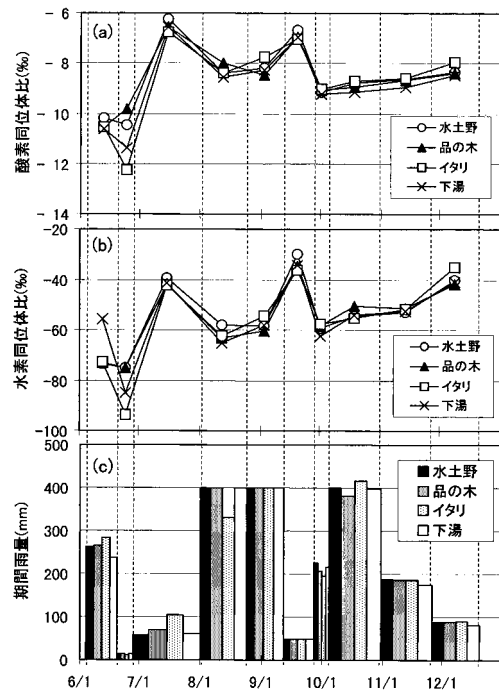 (a)
酸素同位体比(‰)
- 6
- 8
- 10
- 12
- 14
水土野
品の木
イタリ
下湯
(b)
水素同位体比(‰)
-20
-40
-60
-80
-100
水土野
品の木
イタリ
下湯
(c)
期間雨量(mm)
500
400
300
200
100
0
水土野
品の木
イタリ
下湯
6/1 7/1 8/1 9/1 10/1 11/1 12/1